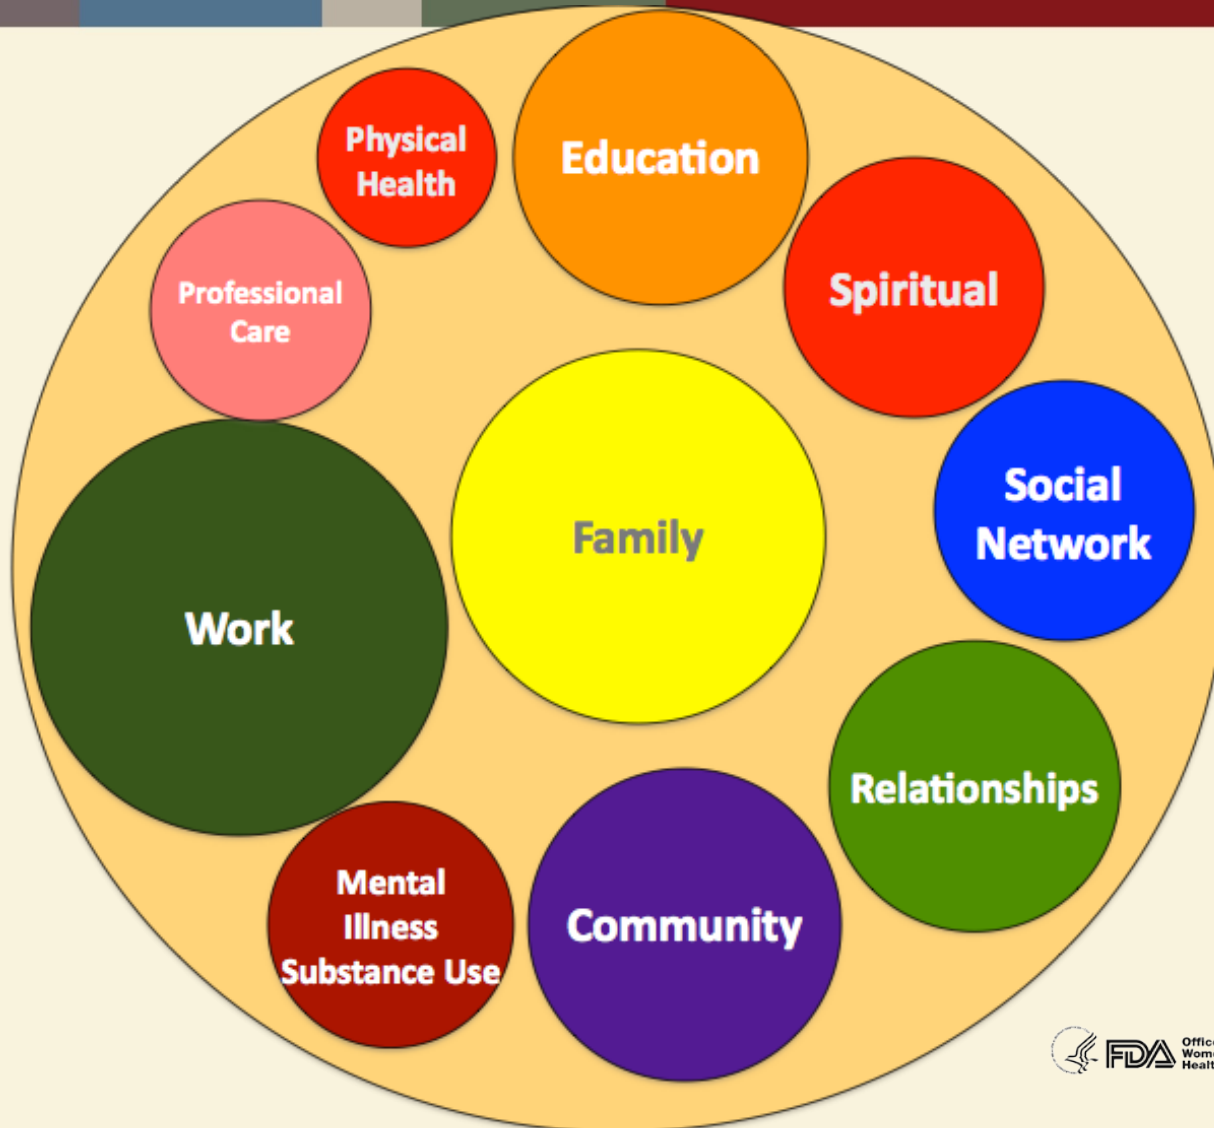 Physical
Health
Education
Professional
Care
Spiritual
Social
Network
Family
Work
Relationships
Mental
Illness
Substance Use
Community
FDA